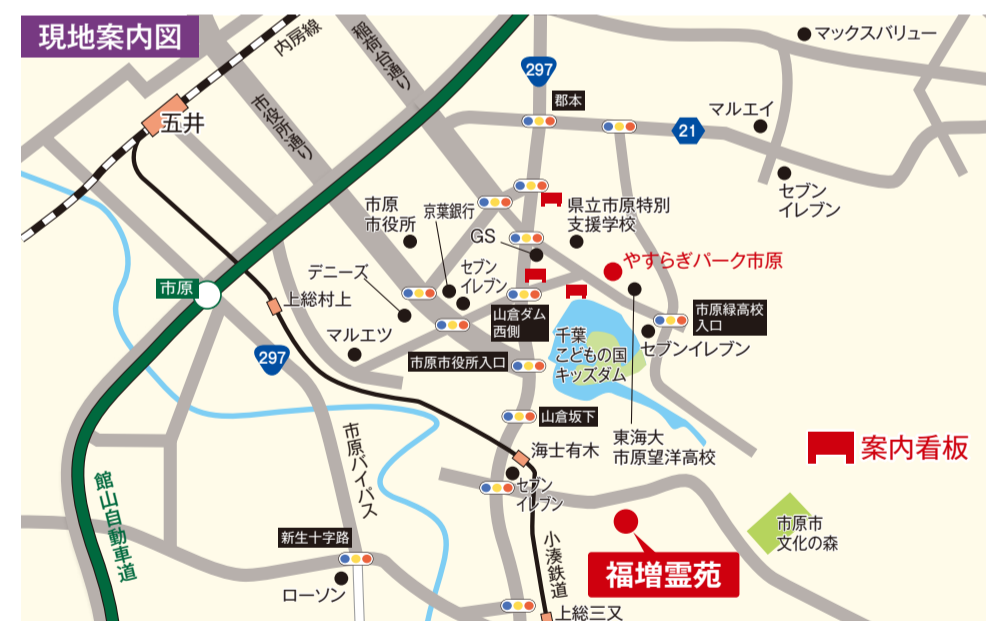 現地案内図
内房線
稲荷台通り
297
マックスバリュー
郡本
市役所通り
五井
マルエイ
21
セブン
イレブン
市原
市役所
京葉銀行
県立市原特別
支援学校
GS
やすらぎパーク市原
デニーズ
セブン
イレブン
市原
上総村上
山倉ダム
西側
市原緑高校
入口
マルエツ
千葉
こどもの国
キッズダム
セブンイレブン
297
市原市役所入口
山倉坂下
市原バイパス
海士有木
東海大
市原望洋高校
案内看板
館山自動車道
セブン
イレブン
市原市
文化の森
新生十字路
小湊鉄道
福増霊苑
ローソン
上総三又